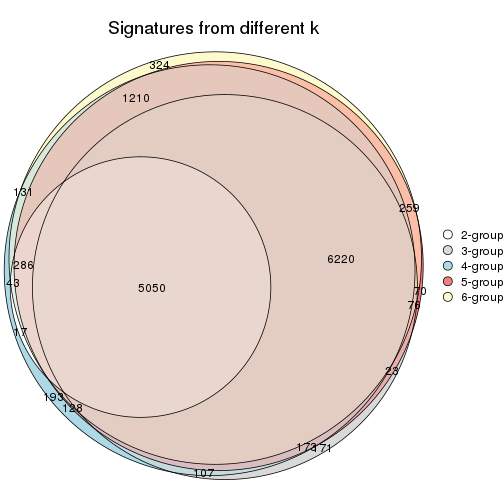 Signatures from different k
324
1210
131
259
6220
286
43
5050
70
76
17
23
193
128
173
171
107
2-group
3-group
4-group
5-group
6-group